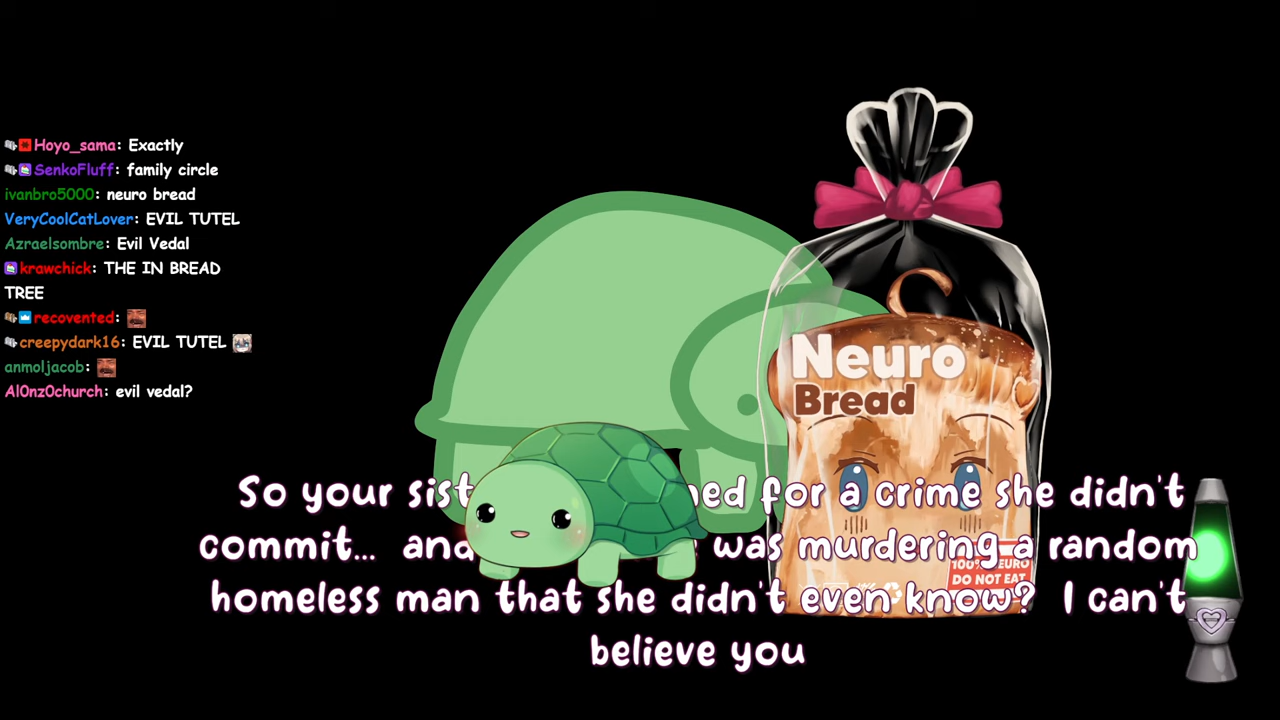 Hoyo_sama: Exactly
SenkoFluff: family circle
ivanbro5000: neuro bread
VeryCoolCatLover: EVIL TUTEL
Azraelsombre: Evil Vedal
krawchick: THE IN BREAD
TREE
recovented:
creepydark16: EVIL TUTEL
anmoljacob:
Al0nz0church: evil vedal?
Neuro
Bread
100% NEURO
DO NOT EAT
So your sist ned for a crime she didn't
commit... and was murdering a random
homeless man that she didn't even know? I can't
believe you